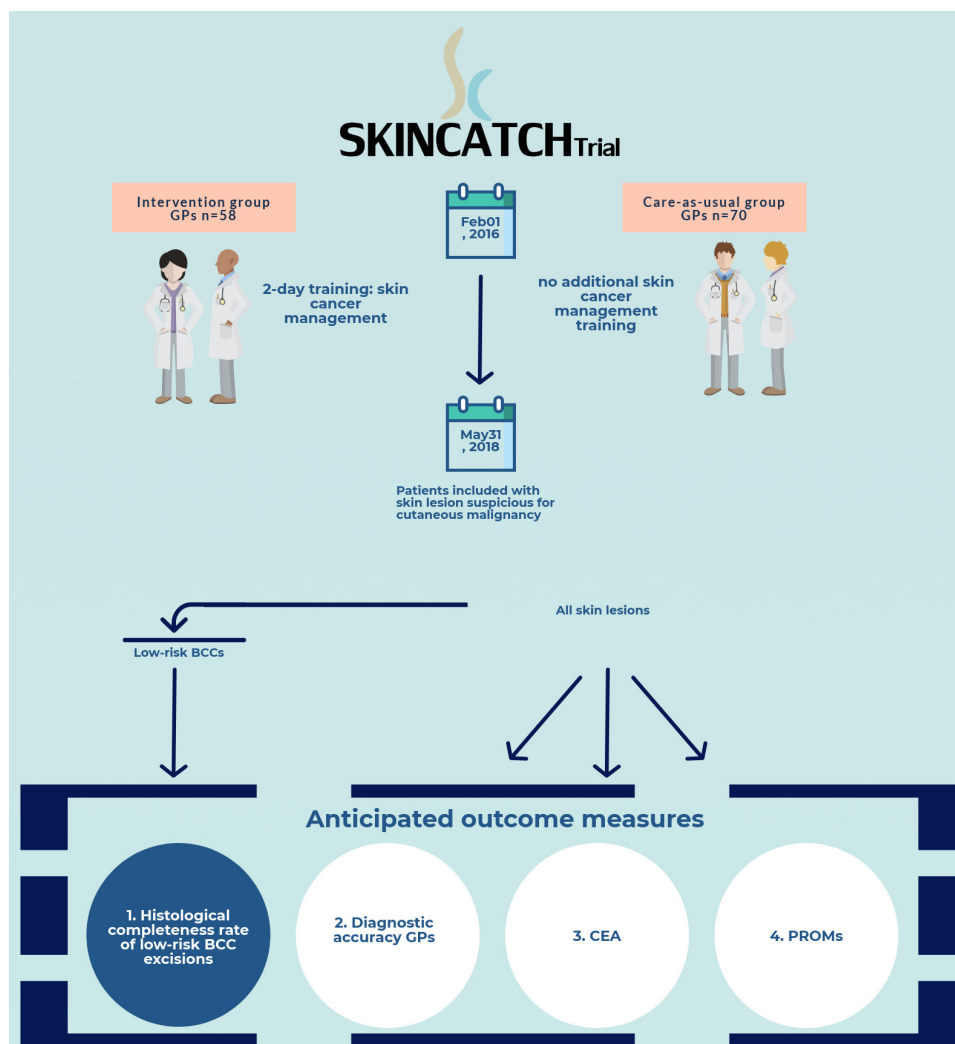 SKINCATCH Trial
Intervention group
GPs n=58
Feb01
, 2016
Care-as-usual group
GPs n=70
2-day training: skin
cancer
management
no additional skin
cancer
management
training
May31
, 2018
Patients included with
skin lesion suspicious for
cutaneous malignancy
All skin lesions
Low-risk BCCs
Anticipated outcome measures
1. Histological
completeness rate
of low-risk BCC
excisions
2. Diagnostic
accuracy GPs
3. CEA
4. PROMs